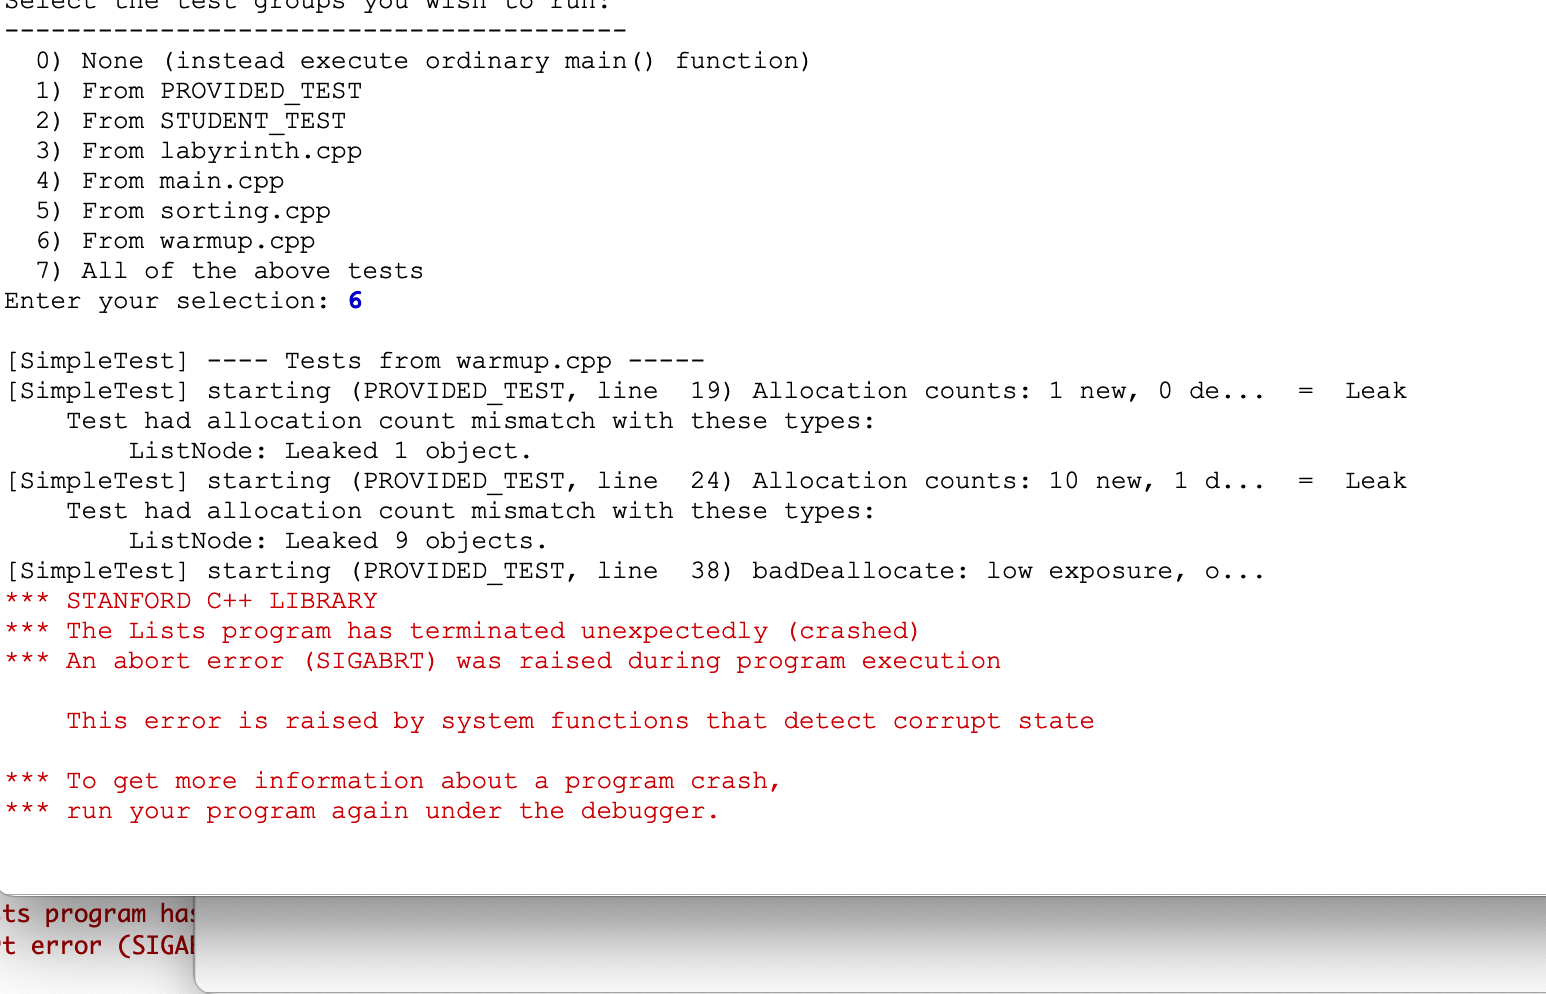 Select the test groups you wish to run:
----------------------------------------
  0) None (instead execute ordinary main() function)
  1) From PROVIDED_TEST
  2) From STUDENT_TEST
  3) From labyrinth.cpp
  4) From main.cpp
  5) From sorting.cpp
  6) From warmup.cpp
  7) All of the above tests
Enter your selection: 6
[SimpleTest] ---- Tests from warmup.cpp -----
[SimpleTest] starting (PROVIDED_TEST, line  19) Allocation counts: 1 new, 0 de...  =  Leak
    Test had allocation count mismatch with these types:
        ListNode: Leaked 1 object.
[SimpleTest] starting (PROVIDED_TEST, line  24) Allocation counts: 10 new, 1 d...  =  Leak
    Test had allocation count mismatch with these types:
        ListNode: Leaked 9 objects.
[SimpleTest] starting (PROVIDED_TEST, line  38) badDeallocate: low exposure, o...
*** STANFORD C++ LIBRARY
*** The Lists program has terminated unexpectedly (crashed)
*** An abort error (SIGABRT) was raised during program execution
    This error is raised by system functions that detect corrupt state
*** To get more information about a program crash,
*** run your program again under the debugger.
ts program has
t error (SIGA